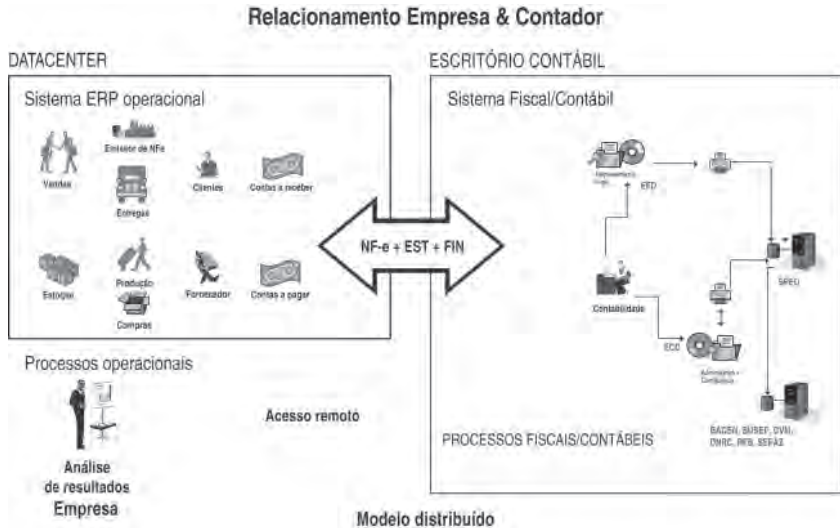 Relacionamento Empresa & Contador
DATACENTER
Sistema ERP operacional
Emissor de NFe
Vendas
Entregas
Clientes
Contas a receber
Estoque
Produção
Compras
Fornecedor
Contas a pagar
NF-e + EST + FIN
ESCRITÓRIO CONTÁBIL
Sistema Fiscal/Contábil
EFD
SPED
Contabilidade
ECD
BACEN, SUSEP, CVM,
DNRC, RFB, SEFAZ
PROCESSOS FISCAIS/CONTÁBEIS
Processos operacionais
Acesso remoto
Análise
de resultados
Empresa
Modelo distribuído